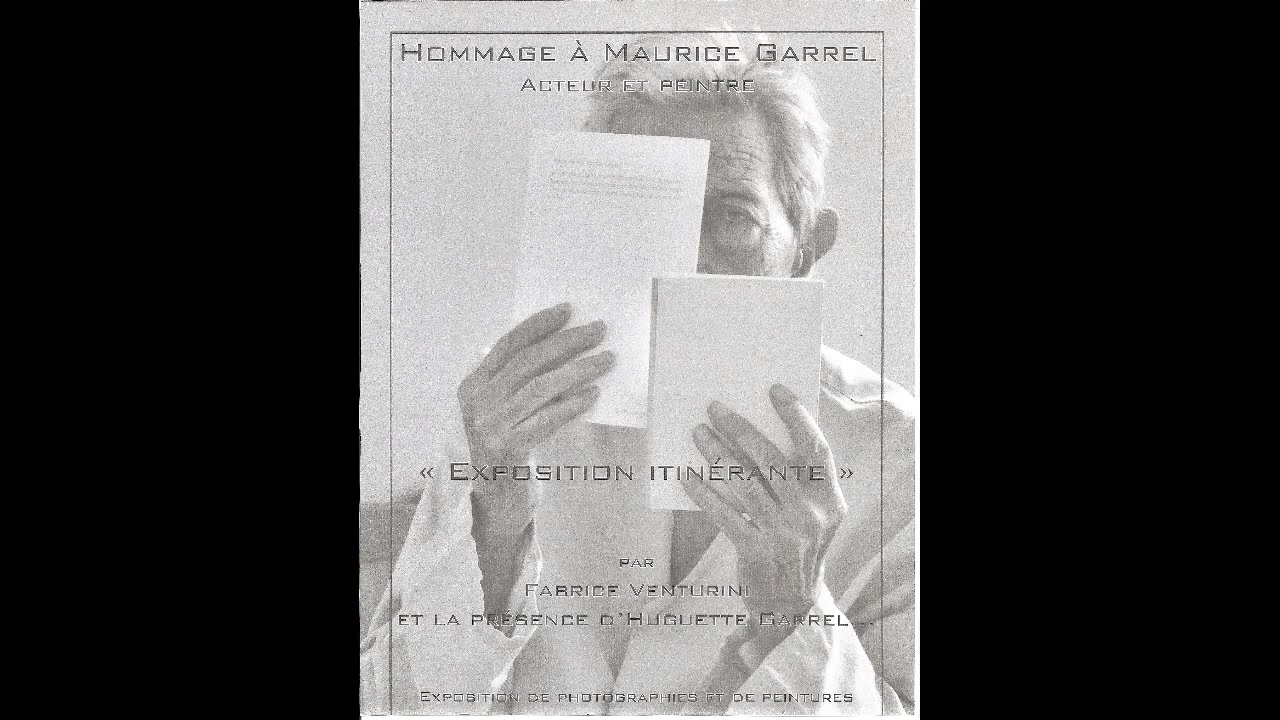 Hommage à Maurice Garrel
Acteur et peintre
« Exposition itinérante »
par
Fabrice Venturini
et la présence d'Huguette Garrel...
Exposition de photographies et de peintures